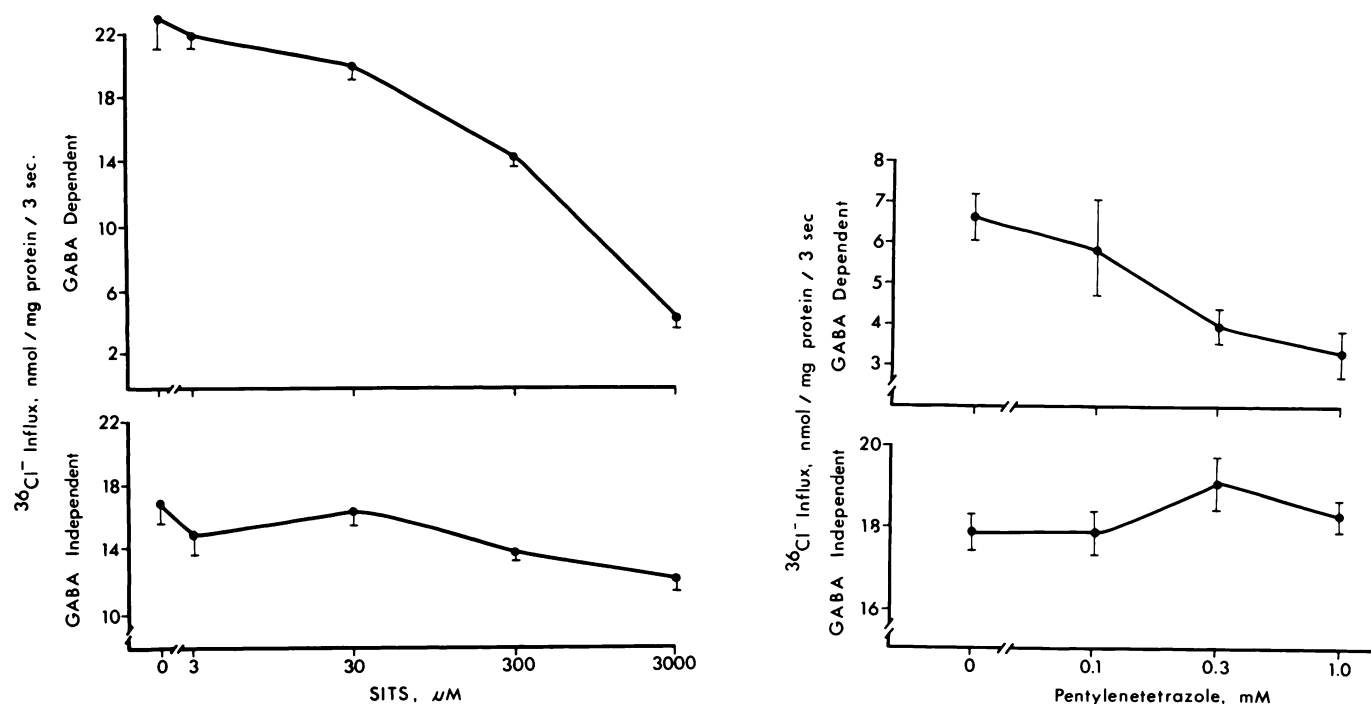 ³⁶Cl⁻ Influx, nmol / mg protein / 3 sec.
GABA Dependent
22
18
14
10
6
2
GABA Independent
22
18
14
10
0 3 30 300 3000
SITS, μM
³⁶Cl⁻ Influx, nmol / mg protein / 3 sec
GABA Dependent
8
7
6
5
4
3
GABA Independent
20
18
16
0 0.1 0.3 1.0
Pentylenetetrazole, mM